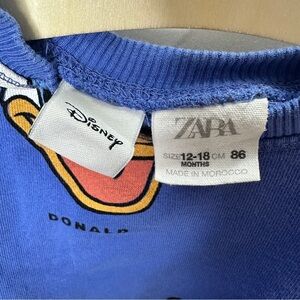 Disney
ZARA
SIZE 12-18 CM 86
MONTHS
MADE IN MOROCCO
DONALD